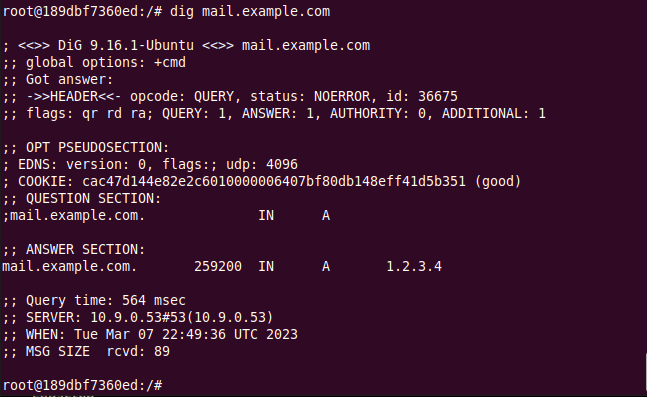 root@189dbf7360ed:/# dig mail.example.com
; <<>> DiG 9.16.1-Ubuntu <<>> mail.example.com
;; global options: +cmd
;; Got answer:
;; ->>HEADER<<- opcode: QUERY, status: NOERROR, id: 36675
;; flags: qr rd ra; QUERY: 1, ANSWER: 1, AUTHORITY: 0, ADDITIONAL: 1
;; OPT PSEUDOSECTION:
; EDNS: version: 0, flags:; udp: 4096
; COOKIE: cac47d144e82e2c6010000006407bf80db148eff41d5b351 (good)
;; QUESTION SECTION:
;mail.example.com. IN A
;; ANSWER SECTION:
mail.example.com. 259200 IN A 1.2.3.4
;; Query time: 564 msec
;; SERVER: 10.9.0.53#53(10.9.0.53)
;; WHEN: Tue Mar 07 22:49:36 UTC 2023
;; MSG SIZE rcvd: 89
root@189dbf7360ed:/#